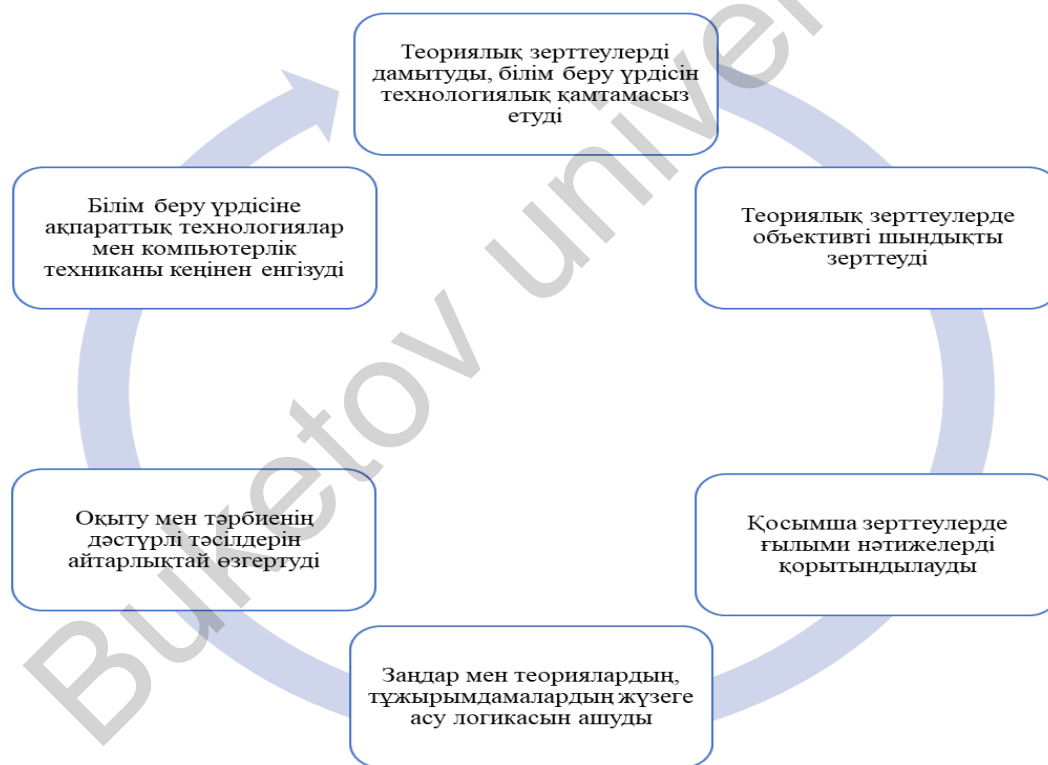 Теориялық зерттеулерді
дамытуды, білім беру үрдісін
технологиялық қамтамасыз
етуді
Теориялық зерттеулерде
объективті шындықты
зерттеуді
Қосымша зерттеулерде
ғылыми нәтижелерді
қорытындылауды
Заңдар мен теориялардың,
тұжырымдамалардың жүзеге
асу логикасын ашуды
Оқыту мен тәрбиенің
дәстүрлі тәсілдерін
айтарлықтай өзгертуді
Білім беру үрдісіне
ақпараттық технологиялар
мен компьютерлік
техниканы кеңінен енгізуді
Buketov